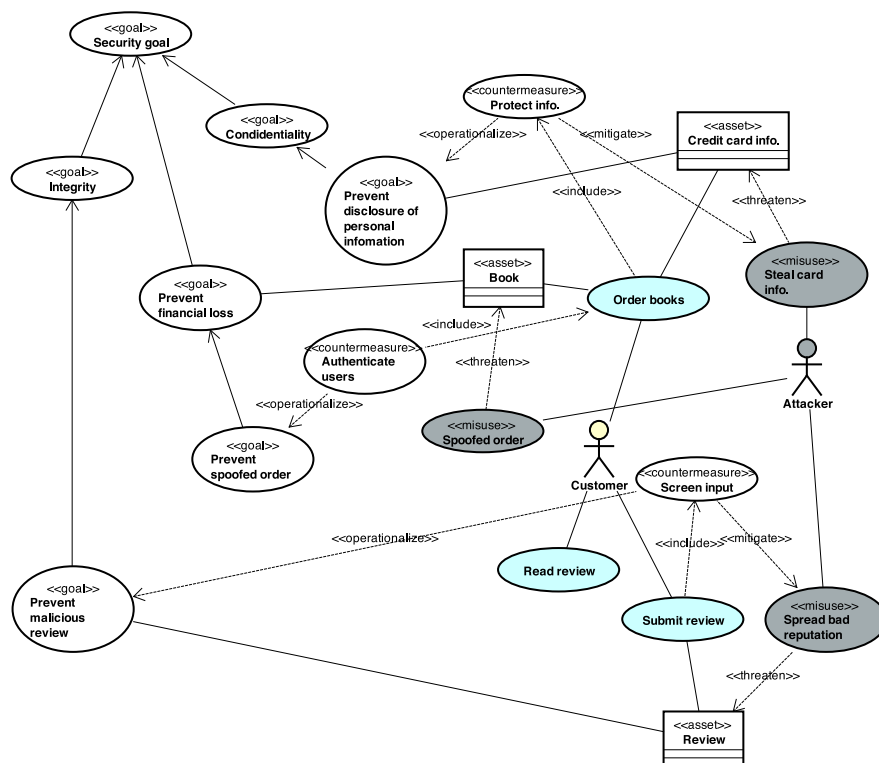 <<goal>>
Security goal
<<goal>>
Condidentiality
<<countermeasure>>
Protect info.
<<asset>>
Credit card info.
<<operationalize>>
<<mitigate>>
<<goal>>
Integrity
<<goal>>
Prevent
disclosure of
personal
infomation
<<include>>
<<threaten>>
<<misuse>>
Steal card
info.
<<asset>>
Book
<<goal>>
Prevent
financial loss
Order books
<<include>>
<<countermeasure>>
Authenticate
users
<<threaten>>
Attacker
<<operationalize>>
<<misuse>>
Spoofed order
<<goal>>
Prevent
spoofed order
Customer
<<countermeasure>>
Screen input
<<operationalize>>
<<include>>
<<mitigate>>
Read review
<<goal>>
Prevent
malicious
review
Submit review
<<misuse>>
Spread bad
reputation
<<threaten>>
<<asset>>
Review